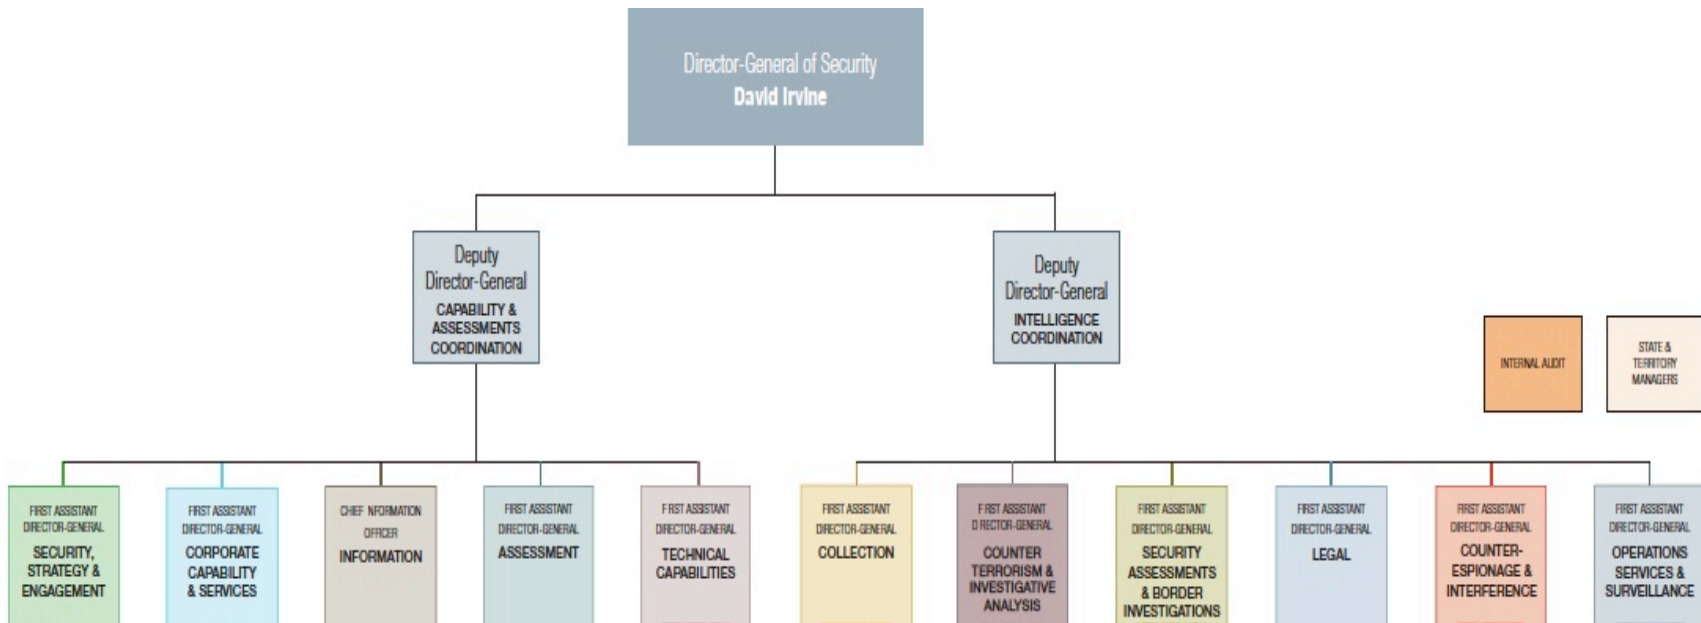 Director-General of Security
David Irvine
Deputy
Director-General
CAPABILITY &
ASSESSMENTS
COORDINATION
Deputy
Director-General
INTELLIGENCE
COORDINATION
INTERNAL AUDIT
STATE &
TERRITORY
MANAGERS
FIRST ASSISTANT
DIRECTOR-GENERAL
SECURITY,
STRATEGY &
ENGAGEMENT
FIRST ASSISTANT
DIRECTOR-GENERAL
CORPORATE
CAPABILITY
& SERVICES
CHIEF INFORMATION
OFFICER
INFORMATION
FIRST ASSISTANT
DIRECTOR-GENERAL
ASSESSMENT
FIRST ASSISTANT
DIRECTOR-GENERAL
TECHNICAL
CAPABILITIES
FIRST ASSISTANT
DIRECTOR-GENERAL
COLLECTION
FIRST ASSISTANT
DIRECTOR-GENERAL
COUNTER
TERRORISM &
INVESTIGATIVE
ANALYSIS
FIRST ASSISTANT
DIRECTOR-GENERAL
SECURITY
ASSESSMENTS
& BORDER
INVESTIGATIONS
FIRST ASSISTANT
DIRECTOR-GENERAL
LEGAL
FIRST ASSISTANT
DIRECTOR-GENERAL
COUNTER-
ESPIONAGE &
INTERFERENCE
FIRST ASSISTANT
DIRECTOR-GENERAL
OPERATIONS
SERVICES &
SURVEILLANCE